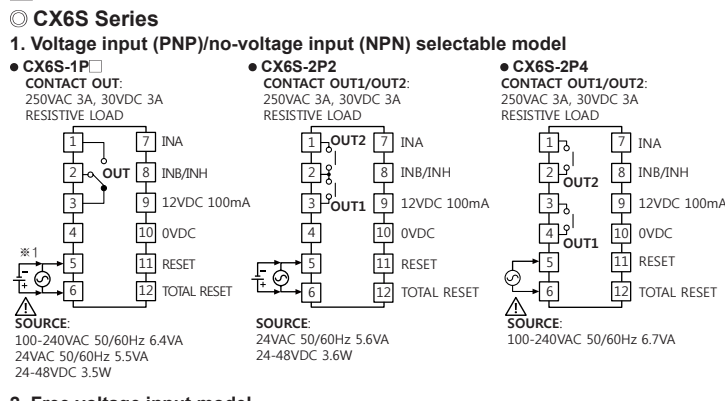 ◎ CX6S Series
1. Voltage input (PNP)/no-voltage input (NPN) selectable model
● CX6S-1P□
CONTACT OUT:
250VAC 3A, 30VDC 3A
RESISTIVE LOAD
1 7 INA
2 OUT 8 INB/INH
3 9 12VDC 100mA
4 10 0VDC
※1
5 11 RESET
6 12 TOTAL RESET
SOURCE:
100-240VAC 50/60Hz 6.4VA
24VAC 50/60Hz 5.5VA
24-48VDC 3.5W
● CX6S-2P2
CONTACT OUT1/OUT2:
250VAC 3A, 30VDC 3A
RESISTIVE LOAD
1 OUT2 7 INA
2 8 INB/INH
3 OUT1 9 12VDC 100mA
4 10 0VDC
5 11 RESET
6 12 TOTAL RESET
SOURCE:
24VAC 50/60Hz 5.6VA
24-48VDC 3.6W
● CX6S-2P4
CONTACT OUT1/OUT2:
250VAC 3A, 30VDC 3A
RESISTIVE LOAD
1 7 INA
2 OUT2 8 INB/INH
3 9 12VDC 100mA
4 OUT1 10 0VDC
5 11 RESET
6 12 TOTAL RESET
SOURCE:
100-240VAC 50/60Hz 6.7VA
2. Free voltage input model